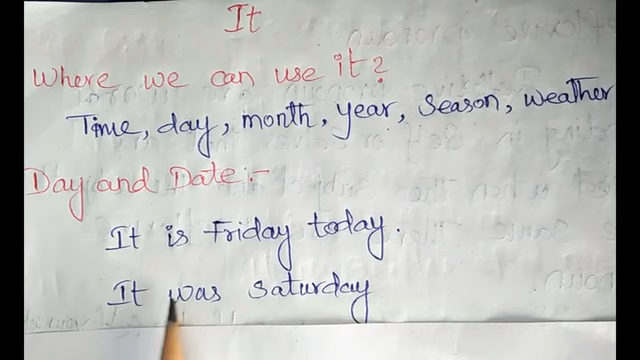 It
Where we can use it?
Time, day, month, year, season, weather
Day and Date:-
It is Friday today.
It was Saturday